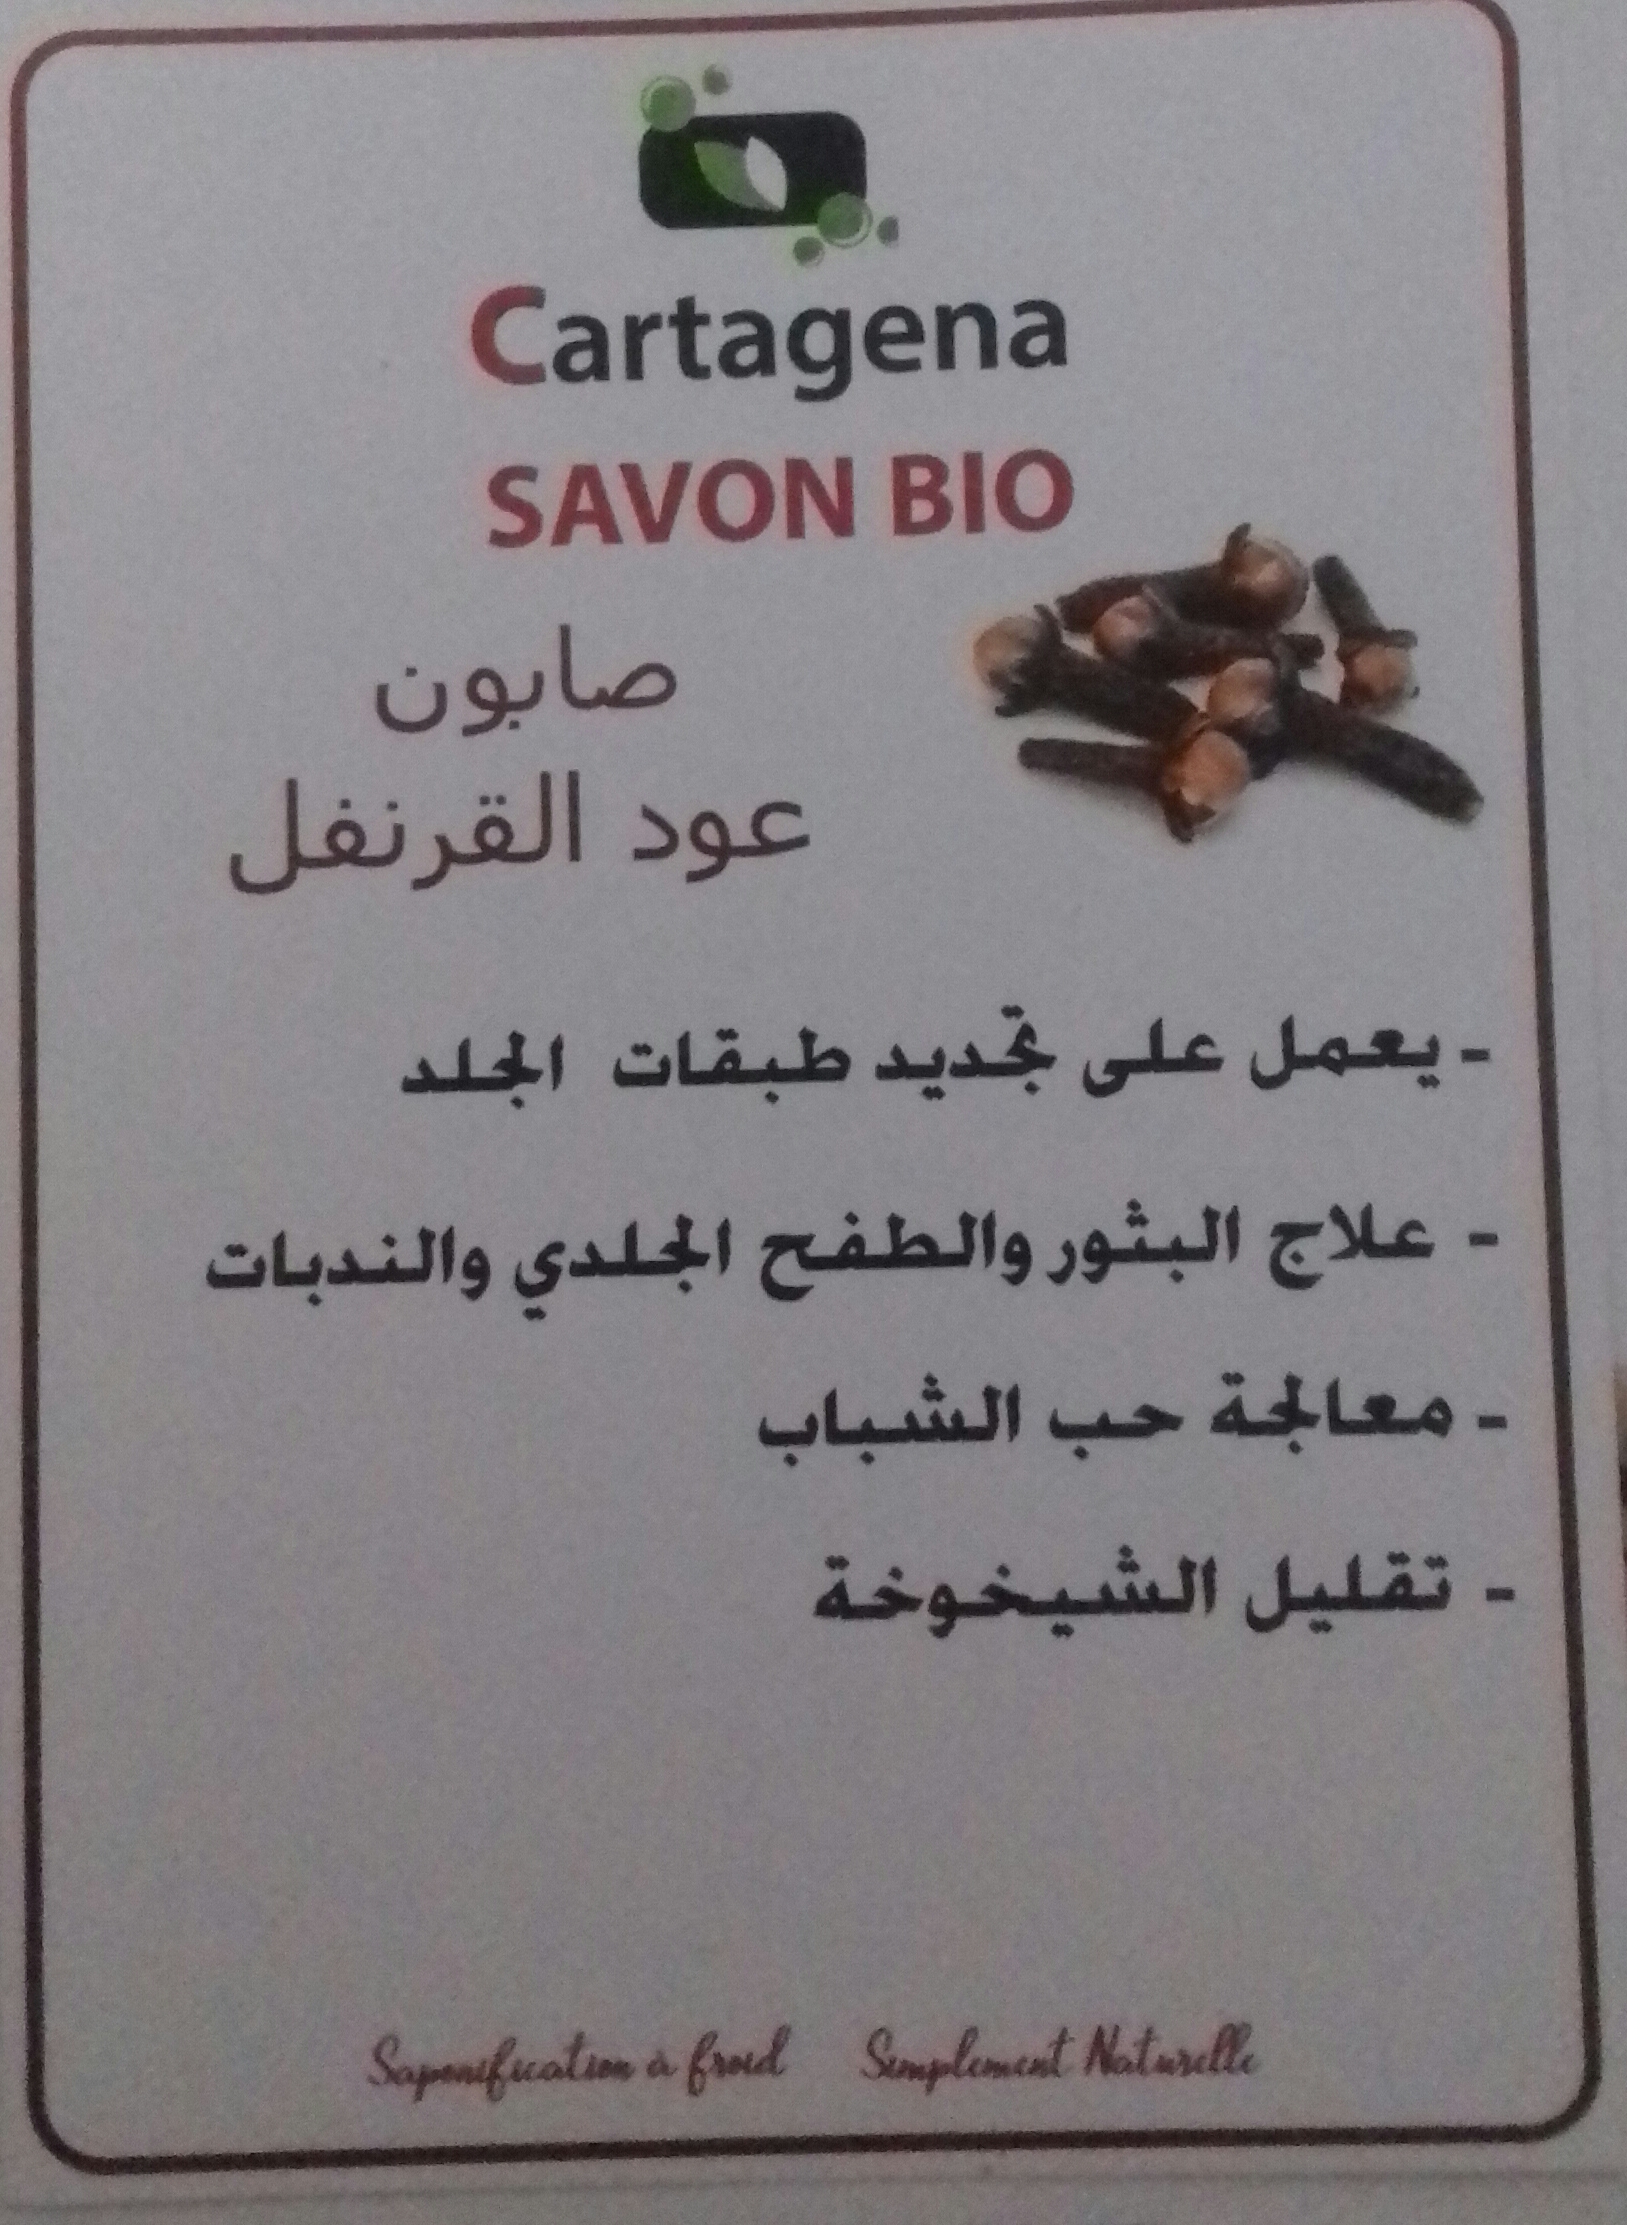 Cartagena
SAVON BIO
صابون
عود القرنفل
- يعمل على تجديد طبقات الجلد
- علاج البثور والطفح الجلدي والندبات
- معالجة حب الشباب
- تقليل الشيخوخة
Saponification à froid Simplement Naturelle